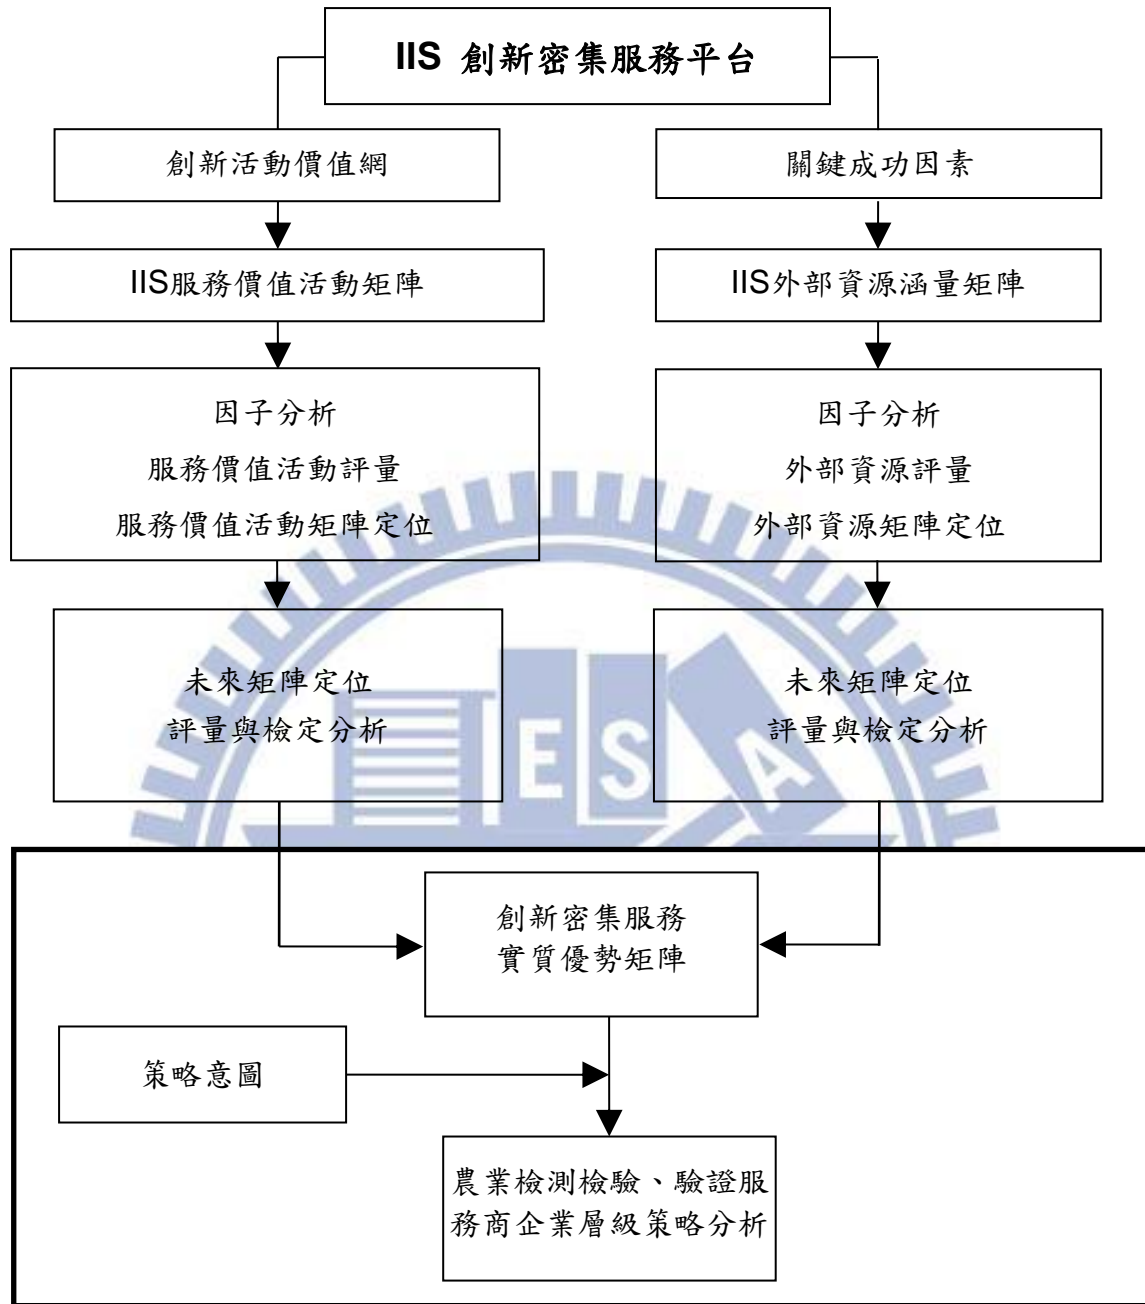 IIS 創新密集服務平台
創新活動價值網
關鍵成功因素
IIS服務價值活動矩陣
IIS外部資源涵量矩陣
因子分析
服務價值活動評量
服務價值活動矩陣定位
因子分析
外部資源評量
外部資源矩陣定位
未來矩陣定位
評量與檢定分析
未來矩陣定位
評量與檢定分析
E S A
創新密集服務
實質優勢矩陣
策略意圖
農業檢測檢驗、驗證服
務商企業層級策略分析